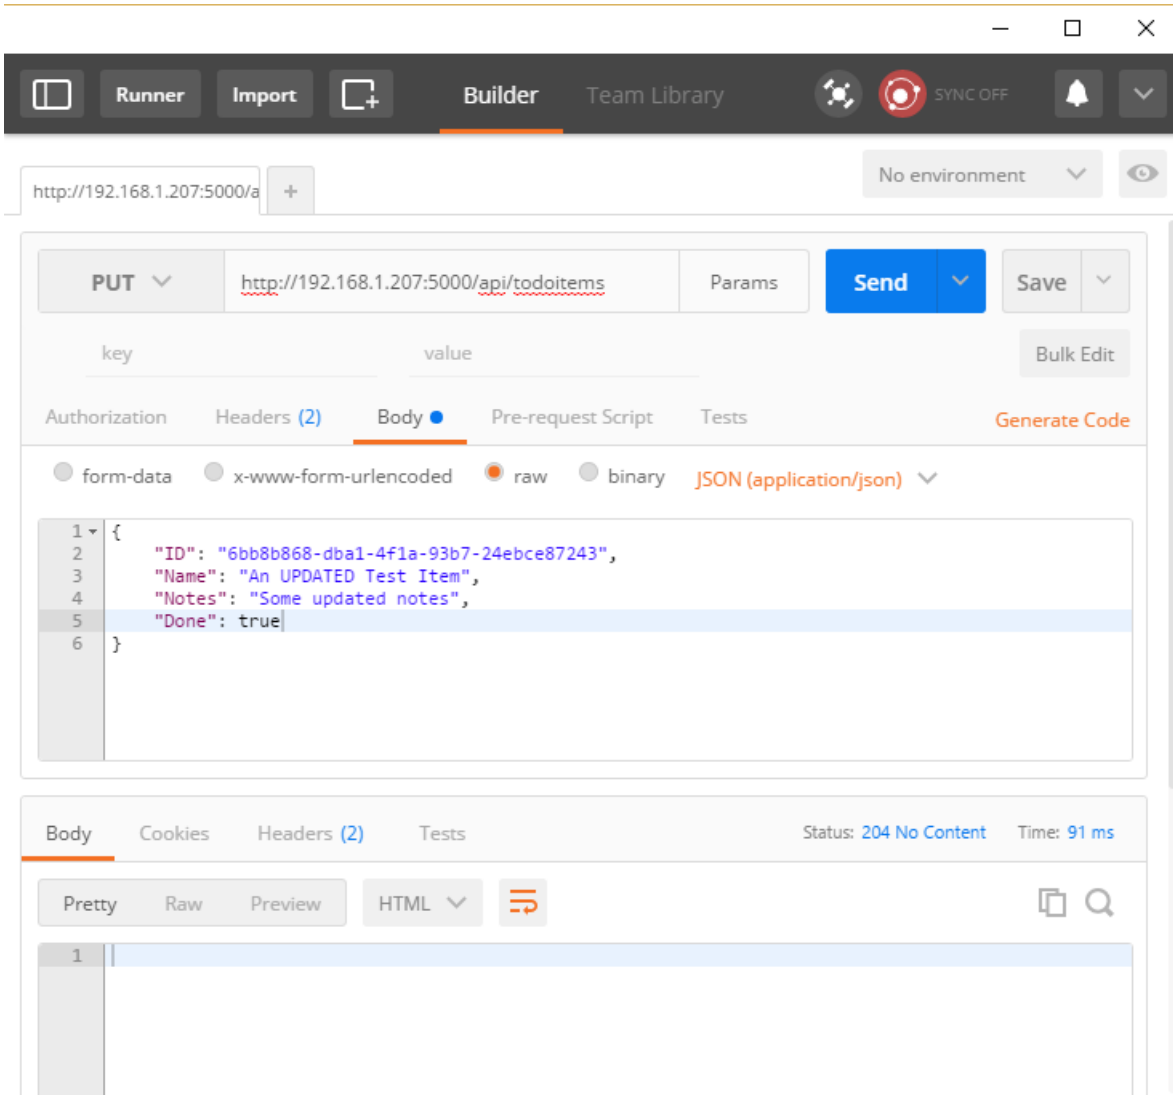 Runner Import Builder Team Library SYNC OFF
http://192.168.1.207:5000/a + No environment
PUT http://192.168.1.207:5000/api/todoitems Params Send Save
key value Bulk Edit
Authorization Headers (2) Body Pre-request Script Tests Generate Code
form-data x-www-form-urlencoded raw binary JSON (application/json)
1 {
2 "ID": "6bb8b868-dba1-4f1a-93b7-24ebce87243",
3 "Name": "An UPDATED Test Item",
4 "Notes": "Some updated notes",
5 "Done": true
6 }
Body Cookies Headers (2) Tests Status: 204 No Content Time: 91 ms
Pretty Raw Preview HTML
1